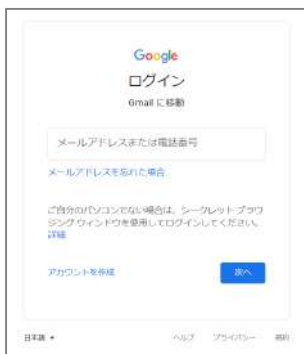 Google
ログイン
Gmail に移動
メールアドレスまたは電話番号
メールアドレスを忘れた場合
ご自分のパソコンでない場合は、シークレット ブラウ
ジング ウィンドウを使用してログインしてください。
詳細
アカウントを作成
次へ
日本語
ヘルプ プライバシー 規約